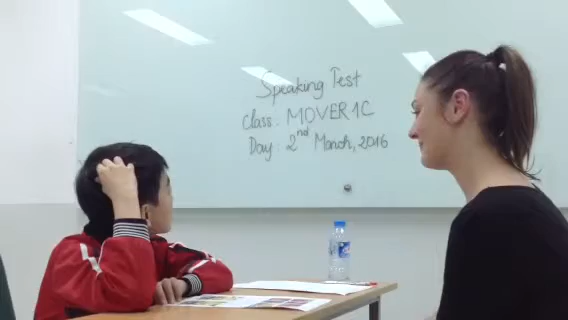 Speaking Test
Class: MOVER 1C
Day: 2nd March, 2016